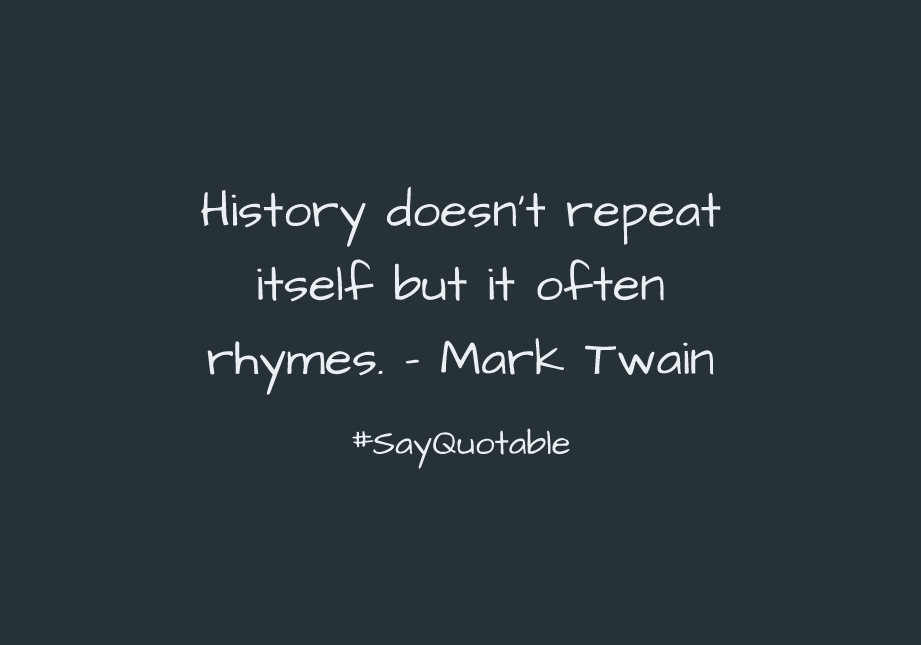 History doesn't repeat
itself but it often
rhymes. - Mark Twain
#SayQuotable